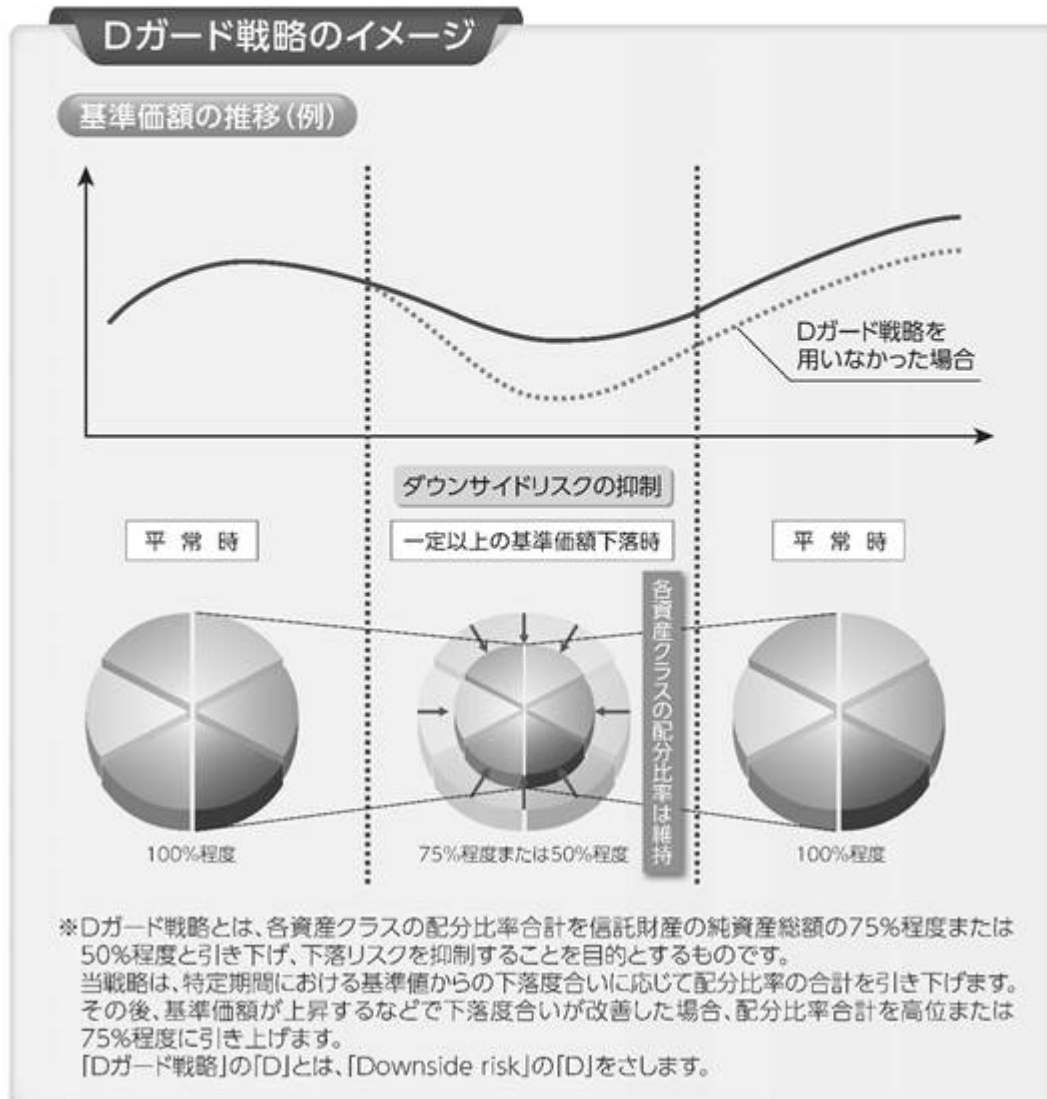 Dガード戦略のイメージ
基準価額の推移(例)
Dガード戦略を
用いなかった場合
ダウンサイドリスクの抑制
平常時
一定以上の基準価額下落時
平常時
各資産クラスの配分比率は維持
100%程度
75%程度または50%程度
100%程度
※Dガード戦略とは、各資産クラスの配分比率合計を信託財産の純資産総額の75%程度または
50%程度と引き下げ、下落リスクを抑制することを目的とするものです。
当戦略は、特定期間における基準値からの下落度合いに応じて配分比率の合計を引き下げます。
その後、基準価額が上昇するなどで下落度合いが改善した場合、配分比率合計を高位または
75%程度に引き上げます。
「Dガード戦略」の「D」とは、「Downside risk」の「D」をさします。